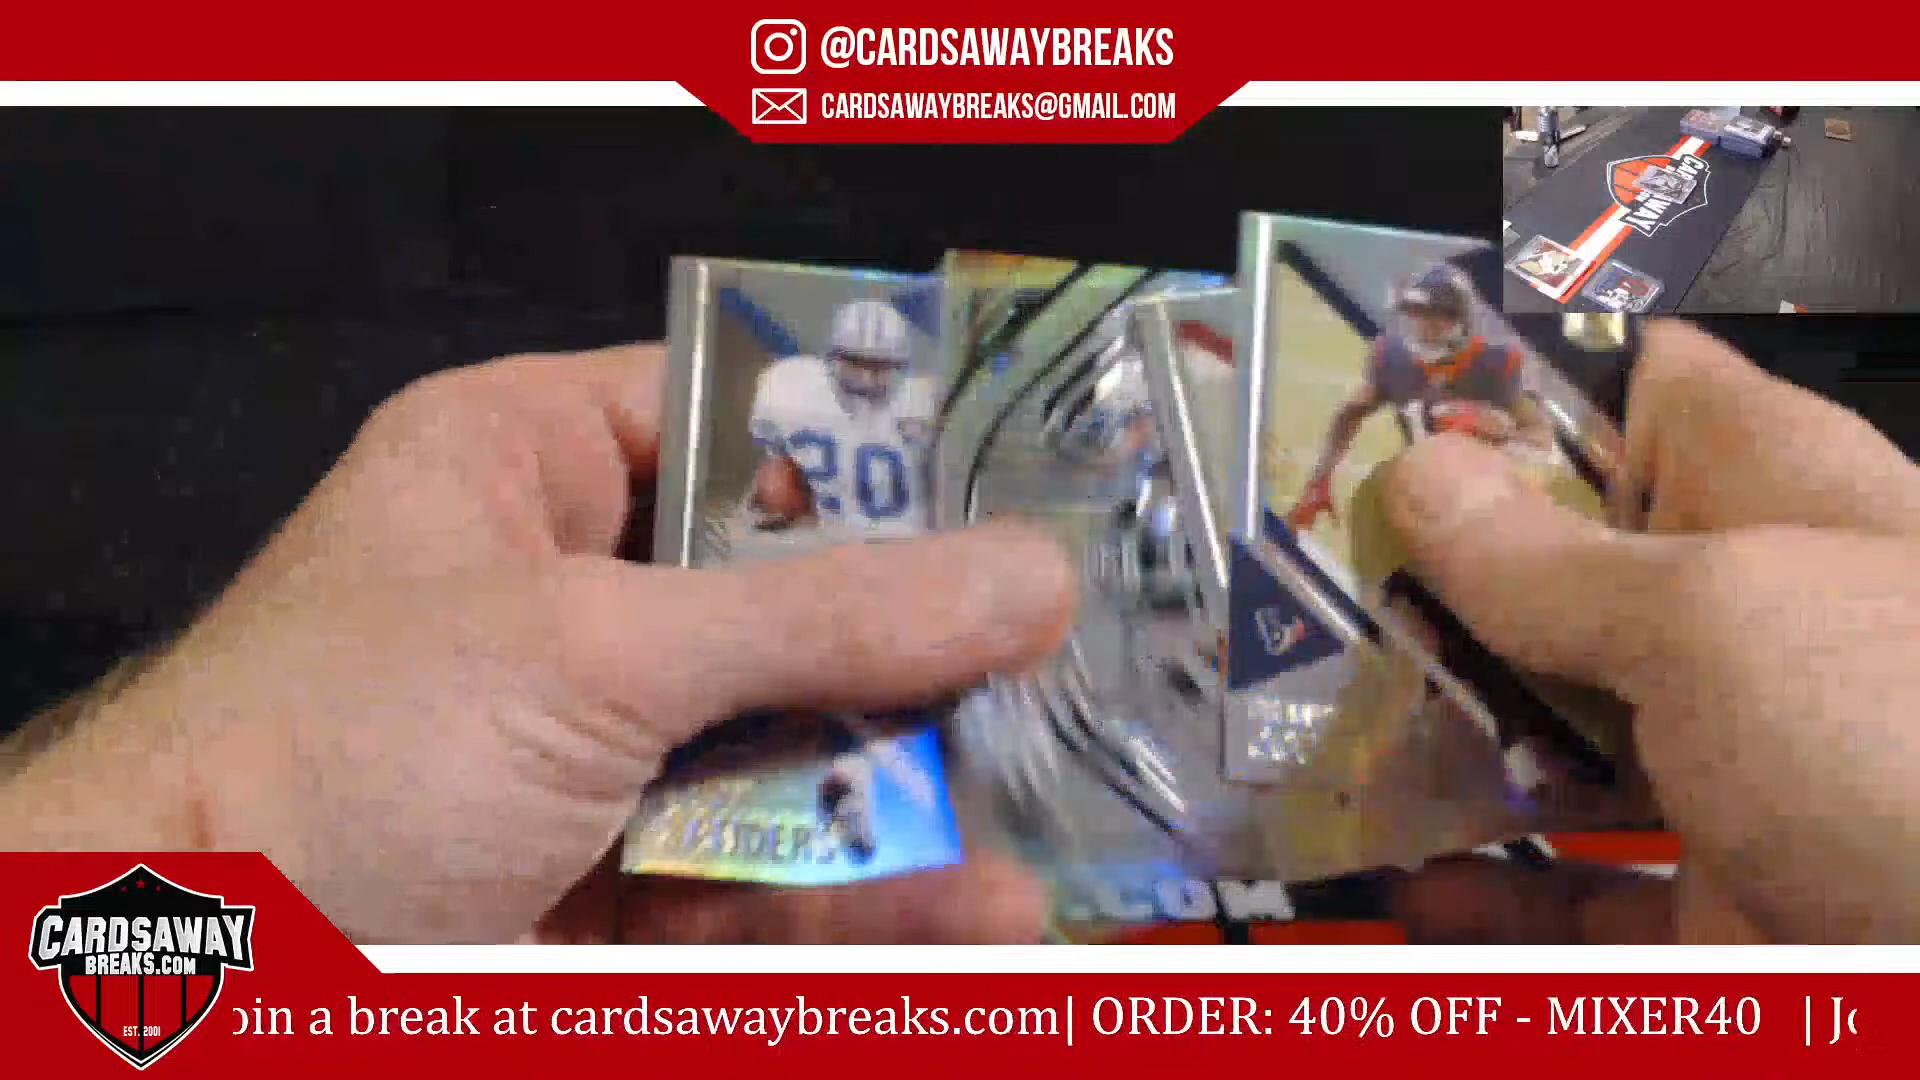 @CARDSAWAYBREAKS
CARDSAWAYBREAKS@GMAIL.COM
20
CARDSAWAY
BREAKS.COM
EST. 2001
oin a break at cardsawaybreaks.com| ORDER: 40% OFF - MIXER40 | Jo